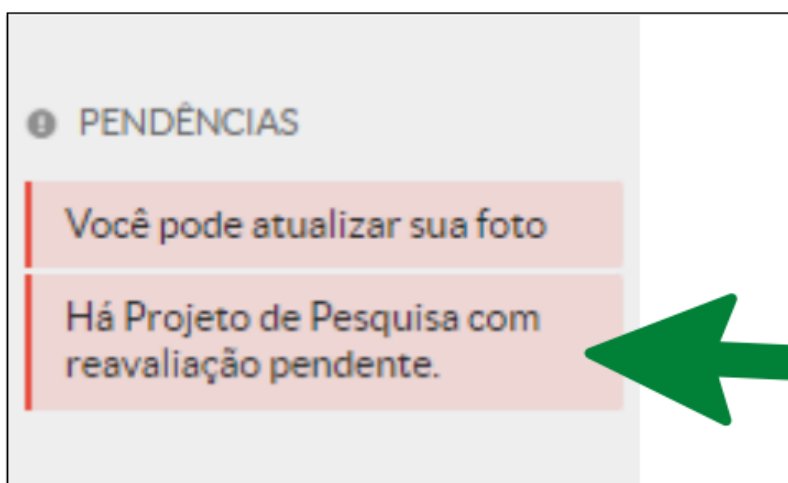 PENDÊNCIAS
Você pode atualizar sua foto
Há Projeto de Pesquisa com
reavaliação pendente.